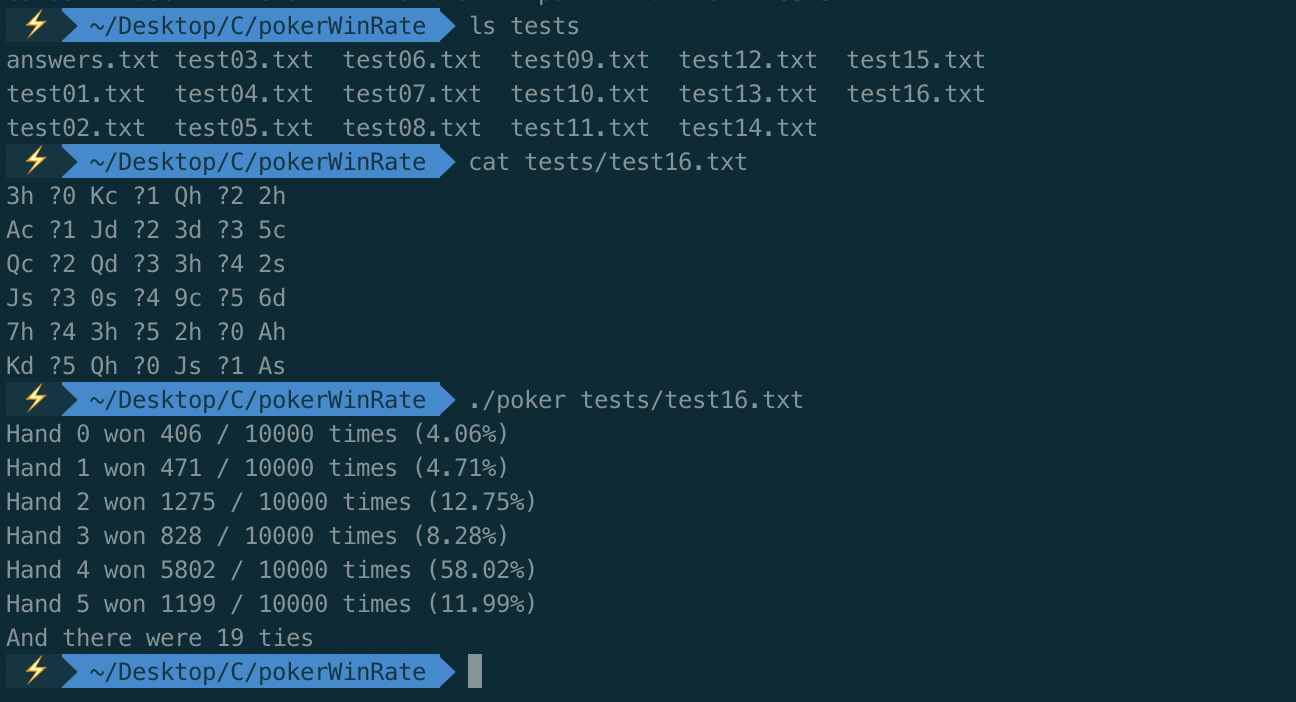 ⚡ ~/Desktop/C/pokerWinRate ls tests
answers.txt test03.txt test06.txt test09.txt test12.txt test15.txt
test01.txt test04.txt test07.txt test10.txt test13.txt test16.txt
test02.txt test05.txt test08.txt test11.txt test14.txt
⚡ ~/Desktop/C/pokerWinRate cat tests/test16.txt
3h ?0 Kc ?1 Qh ?2 2h
Ac ?1 Jd ?2 3d ?3 5c
Qc ?2 Qd ?3 3h ?4 2s
Js ?3 0s ?4 9c ?5 6d
7h ?4 3h ?5 2h ?0 Ah
Kd ?5 Qh ?0 Js ?1 As
⚡ ~/Desktop/C/pokerWinRate ./poker tests/test16.txt
Hand 0 won 406 / 10000 times (4.06%)
Hand 1 won 471 / 10000 times (4.71%)
Hand 2 won 1275 / 10000 times (12.75%)
Hand 3 won 828 / 10000 times (8.28%)
Hand 4 won 5802 / 10000 times (58.02%)
Hand 5 won 1199 / 10000 times (11.99%)
And there were 19 ties
⚡ ~/Desktop/C/pokerWinRate